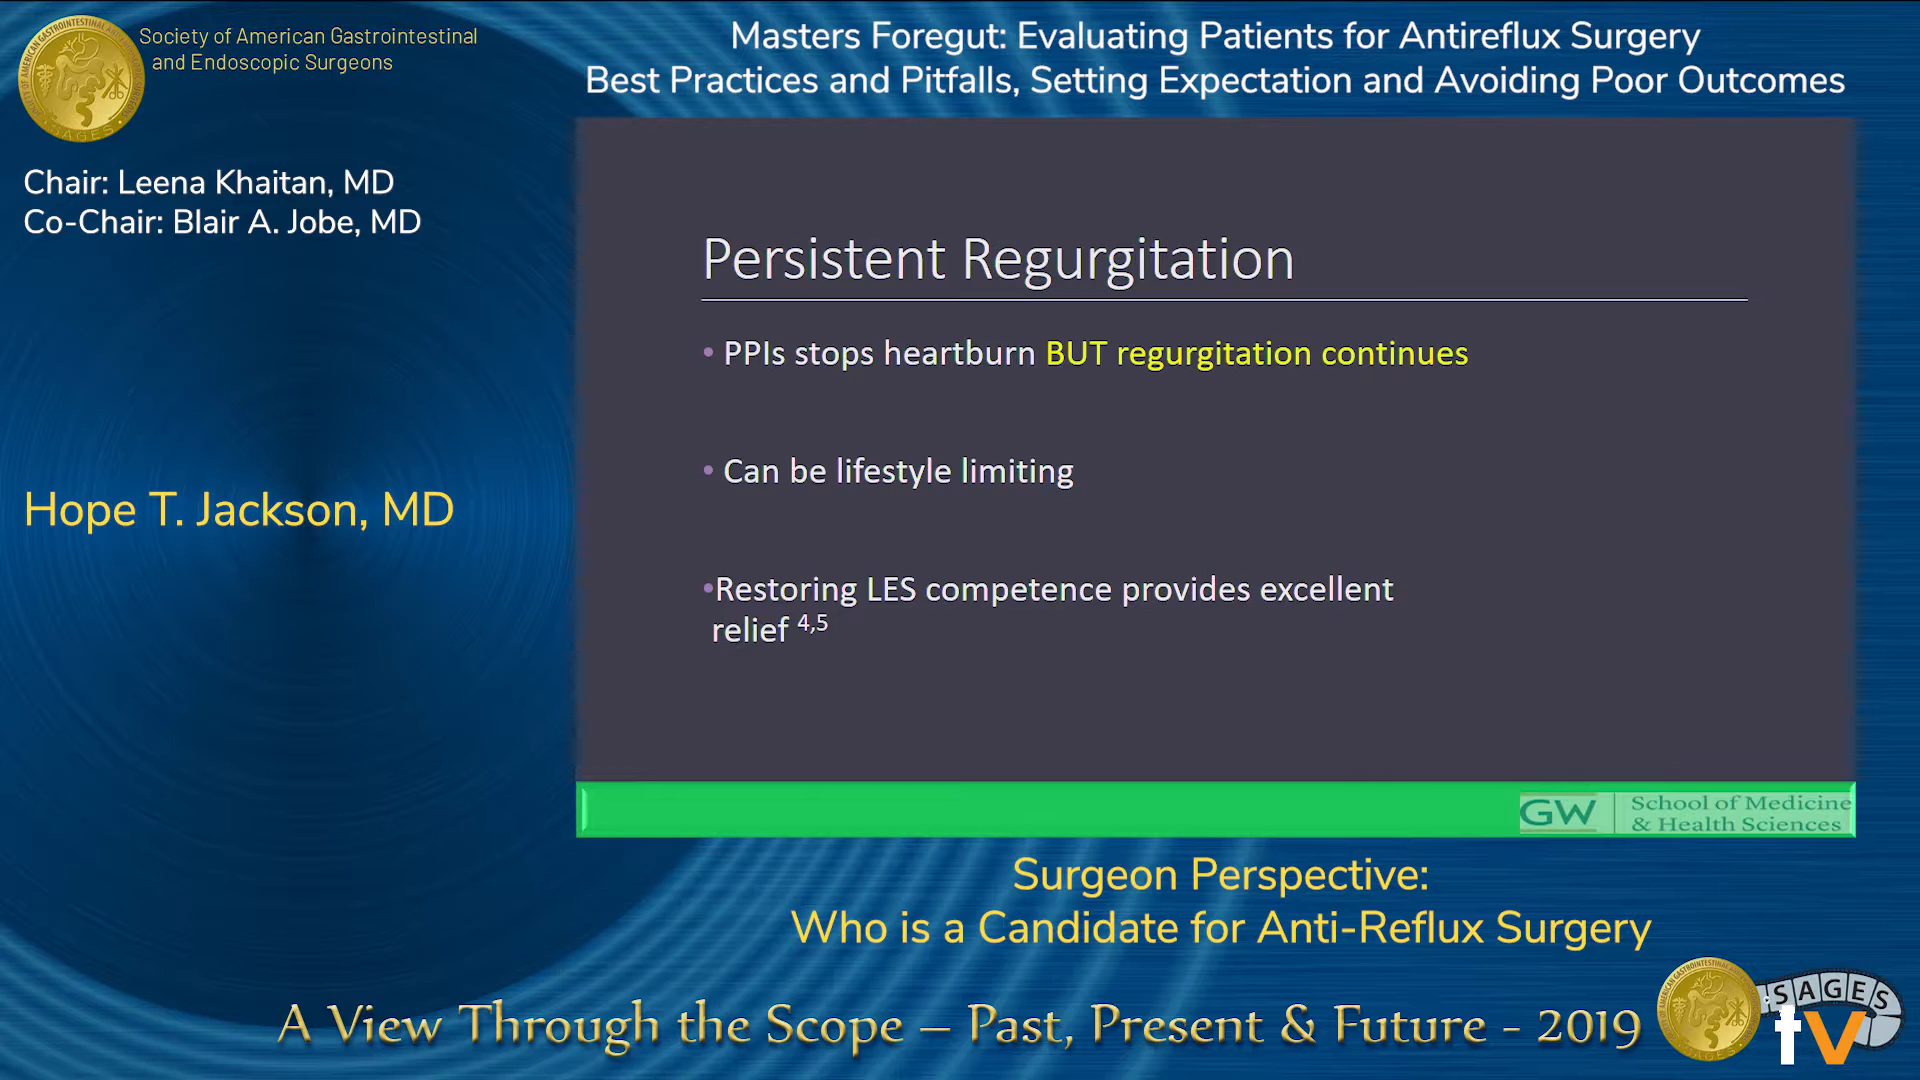 Society of American Gastrointestinal
and Endoscopic Surgeons
Masters Foregut: Evaluating Patients for Antireflux Surgery
Best Practices and Pitfalls, Setting Expectation and Avoiding Poor Outcomes
Chair: Leena Khaitan, MD
Co-Chair: Blair A. Jobe, MD
Hope T. Jackson, MD
Persistent Regurgitation
• PPIs stops heartburn BUT regurgitation continues
• Can be lifestyle limiting
•Restoring LES competence provides excellent
relief 4,5
GW School of Medicine
& Health Sciences
Surgeon Perspective:
Who is a Candidate for Anti-Reflux Surgery
A View Through the Scope – Past, Present & Future - 2019
SAGES
tv